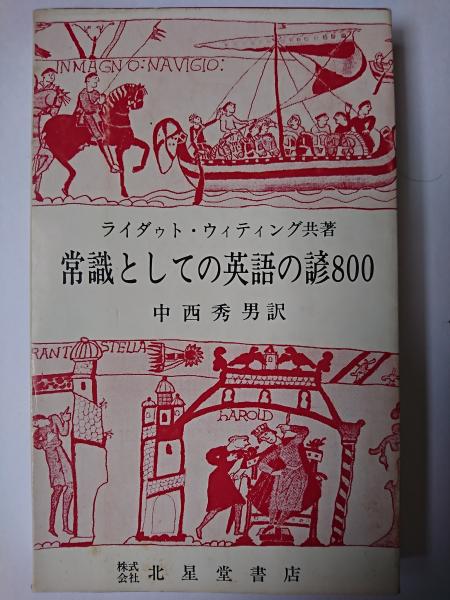 IN MAGNO: NAVIGIO:
ライダゥト・ウィティング共著
常識としての英語の諺800
中西秀男訳
RANT STELLA
HAROLD
株式会社 北星堂書店